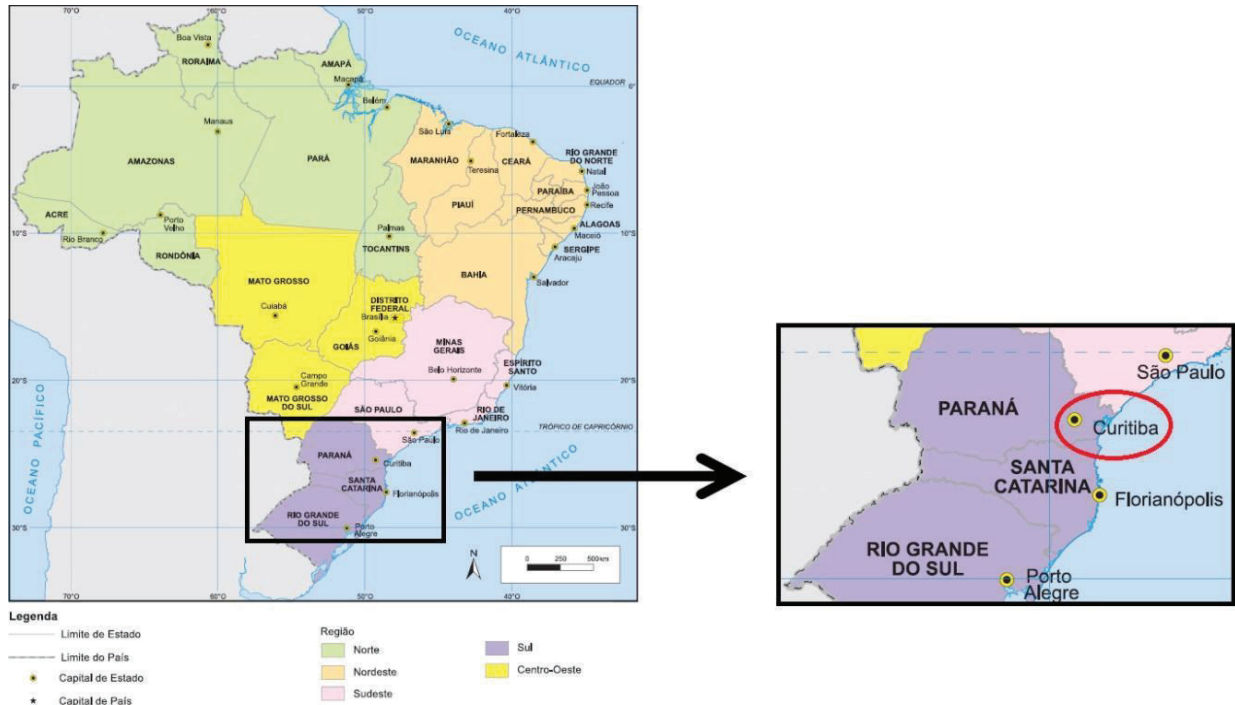 70°O
60°O
50°O
40°O
OCEANO ATLÂNTICO
Boa Vista
RORAIMA
AMAPÁ
Macapá
EQUADOR
0°
Belém
Manaus
São Luís
Fortaleza
AMAZONAS
PARÁ
MARANHÃO
Teresina
CEARÁ
RIO GRANDE
DO NORTE
Natal
PARAÍBA
João
Pessoa
PIAUÍ
PERNAMBUCO
Recife
ACRE
Porto
Velho
Rio Branco
Palmas
ALAGOAS
Maceió
10°S
RONDÔNIA
TOCANTINS
SERGIPE
Aracaju
MATO GROSSO
BAHIA
Salvador
Cuiabá
DISTRITO
FEDERAL
Brasília
Goiânia
GOIÁS
MINAS
GERAIS
Belo Horizonte
ESPÍRITO
SANTO
Vitória
Campo
Grande
20°S
MATO GROSSO
DO SUL
SÃO PAULO
RIO DE
JANEIRO
Rio de Janeiro
TRÓPICO DE CAPRICÓRNIO
São Paulo
OCEANO PACÍFICO
PARANÁ
Curitiba
SANTA
CATARINA
Florianópolis
OCEANO ATLÂNTICO
RIO GRANDE
DO SUL
Porto
Alegre
30°S
N
0 250 500km
70°O
60°O
50°O
40°O
São Paulo
PARANÁ
Curitiba
SANTA
CATARINA
Florianópolis
RIO GRANDE
DO SUL
Porto
Alegre
Legenda
Limite de Estado
Limite do País
Capital de Estado
Capital de País
Região
Norte
Nordeste
Sudeste
Sul
Centro-Oeste